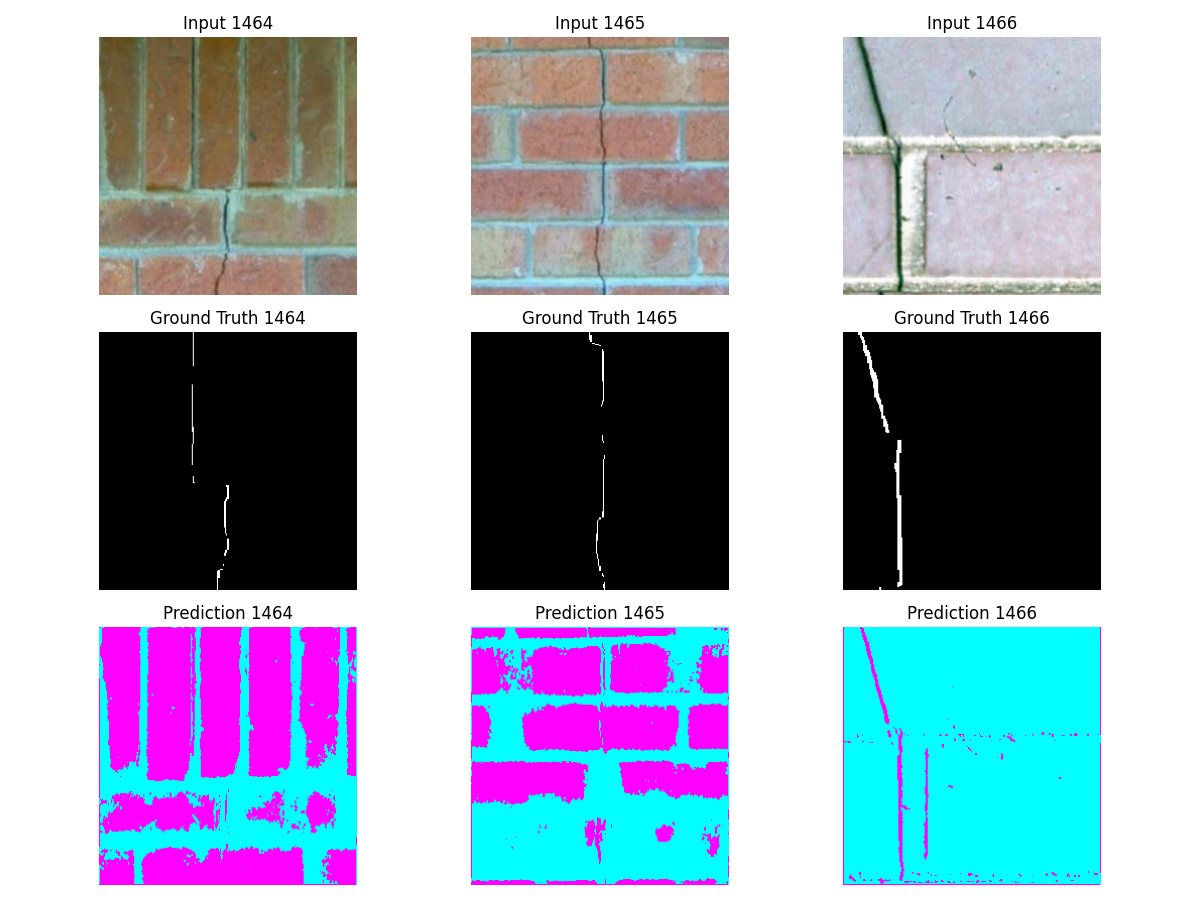 Input 1464
Input 1465
Input 1466
Ground Truth 1464
Ground Truth 1465
Ground Truth 1466
Prediction 1464
Prediction 1465
Prediction 1466